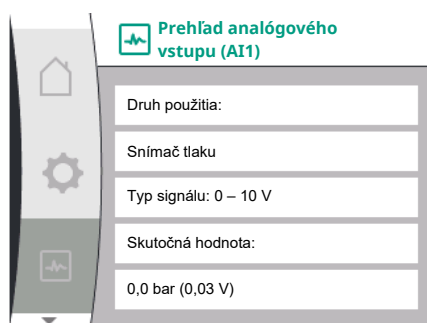 Prehľad analógového
vstupu (AI1)
Druh použitia:
Snímač tlaku
Typ signálu: 0 – 10 V
Skutočná hodnota:
0,0 bar (0,03 V)